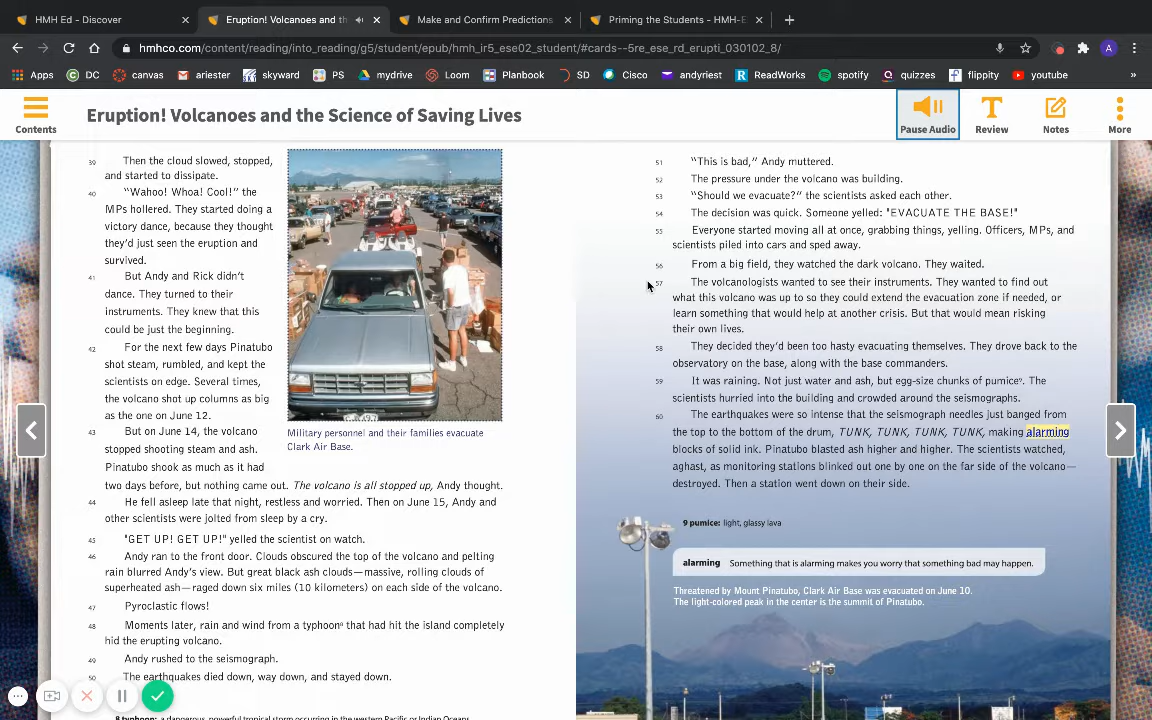 HMH Ed - Discover
Eruption! Volcanoes and th
Make and Confirm Predictions
Priming the Students - HMH-E
hmhco.com/content/reading/into_reading/g5/student/epub/hmh_ir5_ese02_student/#cards--5re_ese_rd_erupti_030102_8/
Apps DC canvas ariester skyward PS mydrive Loom Planbook SD Cisco andyriest ReadWorks spotify quizzes flippity youtube »
Contents
Eruption! Volcanoes and the Science of Saving Lives
Pause Audio
Review
Notes
More
39 Then the cloud slowed, stopped,
and started to dissipate.
40 "Wahoo! Whoa! Cool!" the
MPs hollered. They started doing a
victory dance, because they thought
they'd just seen the eruption and
survived.
41 But Andy and Rick didn't
dance. They turned to their
instruments. They knew that this
could be just the beginning.
42 For the next few days Pinatubo
shot steam, rumbled, and kept the
scientists on edge. Several times,
the volcano shot up columns as big
as the one on June 12.
43 But on June 14, the volcano
stopped shooting steam and ash.
Pinatubo shook as much as it had
two days before, but nothing came out. The volcano is all stopped up, Andy thought.
44 He fell asleep late that night, restless and worried. Then on June 15, Andy and
other scientists were jolted from sleep by a cry.
45 "GET UP! GET UP!" yelled the scientist on watch.
46 Andy ran to the front door. Clouds obscured the top of the volcano and pelting
rain blurred Andy's view. But great black ash clouds—massive, rolling clouds of
superheated ash—raged down six miles (10 kilometers) on each side of the volcano.
47 Pyroclastic flows!
48 Moments later, rain and wind from a typhoon8 that had hit the island completely
hid the erupting volcano.
49 Andy rushed to the seismograph.
50 The earthquakes died down, way down, and stayed down.
8 typhoon: a dangerous, powerful tropical storm occurring in the western Pacific or Indian Oceans
Military personnel and their families evacuate
Clark Air Base.
51 "This is bad," Andy muttered.
52 The pressure under the volcano was building.
53 "Should we evacuate?" the scientists asked each other.
54 The decision was quick. Someone yelled: "EVACUATE THE BASE!"
55 Everyone started moving all at once, grabbing things, yelling. Officers, MPs, and
scientists piled into cars and sped away.
56 From a big field, they watched the dark volcano. They waited.
57 The volcanologists wanted to see their instruments. They wanted to find out
what this volcano was up to so they could extend the evacuation zone if needed, or
learn something that would help at another crisis. But that would mean risking
their own lives.
58 They decided they'd been too hasty evacuating themselves. They drove back to the
observatory on the base, along with the base commanders.
59 It was raining. Not just water and ash, but egg-size chunks of pumice9. The
scientists hurried into the building and crowded around the seismographs.
60 The earthquakes were so intense that the seismograph needles just banged from
the top to the bottom of the drum, TUNK, TUNK, TUNK, TUNK, making alarming
blocks of solid ink. Pinatubo blasted ash higher and higher. The scientists watched,
aghast, as monitoring stations blinked out one by one on the far side of the volcano—
destroyed. Then a station went down on their side.
9 pumice: light, glassy lava
alarming Something that is alarming makes you worry that something bad may happen.
Threatened by Mount Pinatubo, Clark Air Base was evacuated on June 10.
The light-colored peak in the center is the summit of Pinatubo.